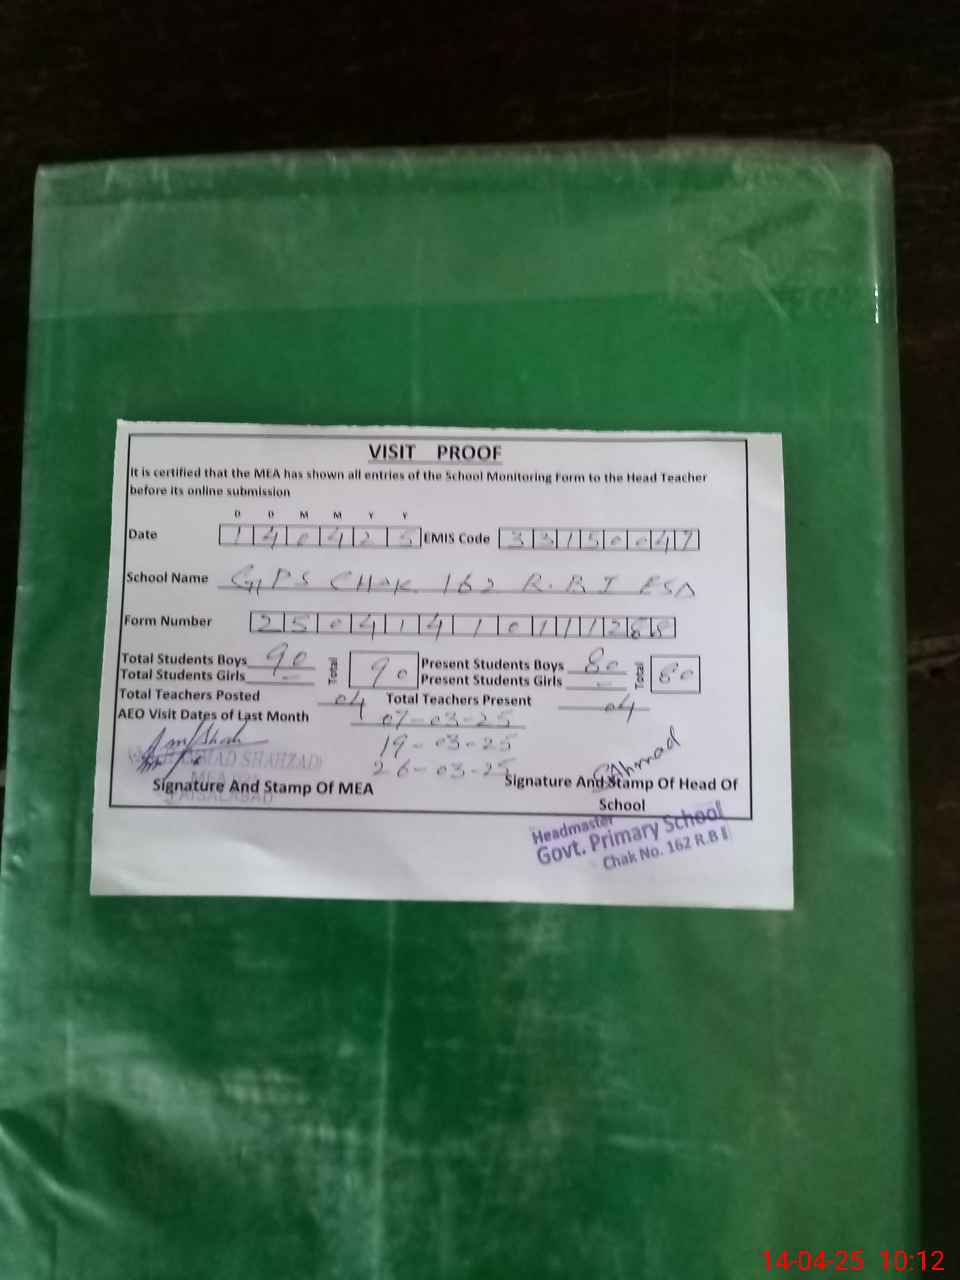 VISIT PROOF
It is certified that the MEA has shown all entries of the School Monitoring Form to the Head Teacher
before its online submission
D D M M Y Y
Date 1 4 0 4 2 5 EMIS Code 3 3 1 5 0 0 4 7
School Name GPS CHAK 162 R.B I FSD
Form Number 2 5 0 4 1 4 1 0 1 1 1 2
Total Students Boys 90 Total 90 Present Students Boys 80 Total 80
Total Students Girls - Present Students Girls -
Total Teachers Posted 04 Total Teachers Present 04
AEO Visit Dates of Last Month 07-03-25
19-03-25
26-03-25
SHAHZAD
MEA
FAISALABAD
Signature And Stamp Of MEA
Ahmad
Signature And Stamp Of Head Of
School
Headmaster
Govt. Primary School
Chak No. 162 R.B I
14-04-25 10:12